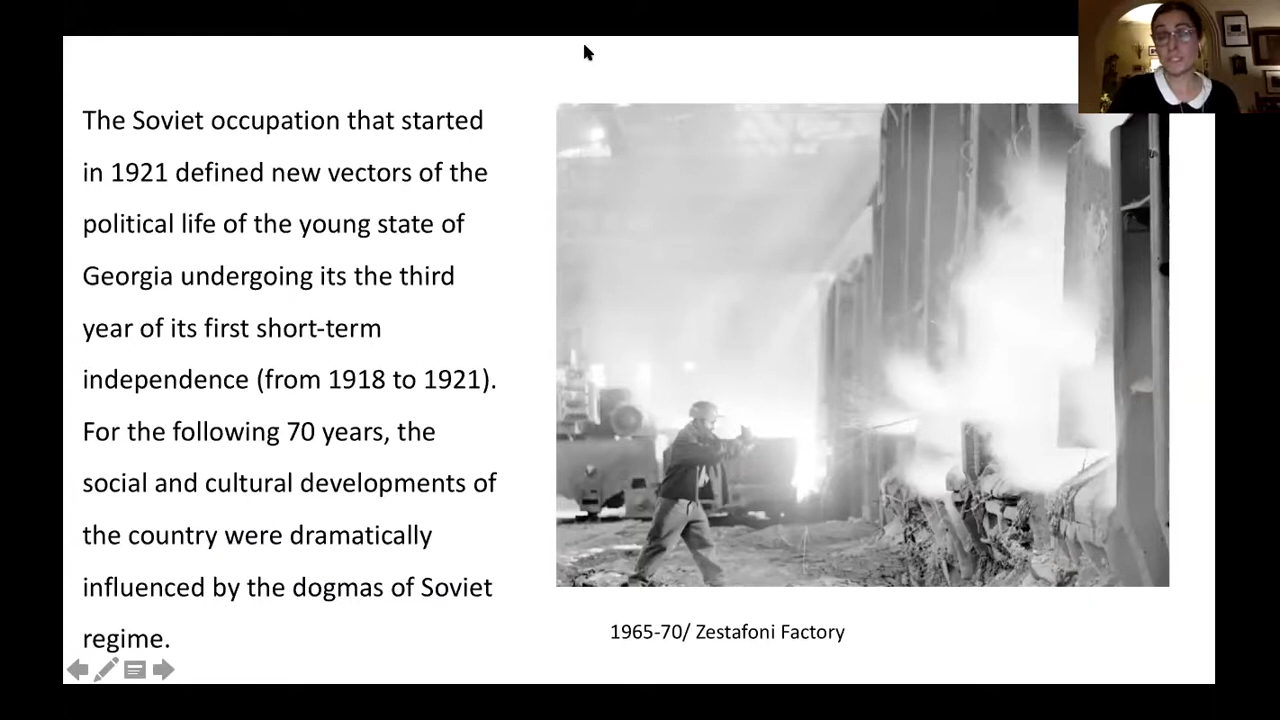 The Soviet occupation that started
in 1921 defined new vectors of the
political life of the young state of
Georgia undergoing its the third
year of its first short-term
independence (from 1918 to 1921).
For the following 70 years, the
social and cultural developments of
the country were dramatically
influenced by the dogmas of Soviet
regime.
1965-70/ Zestafoni Factory